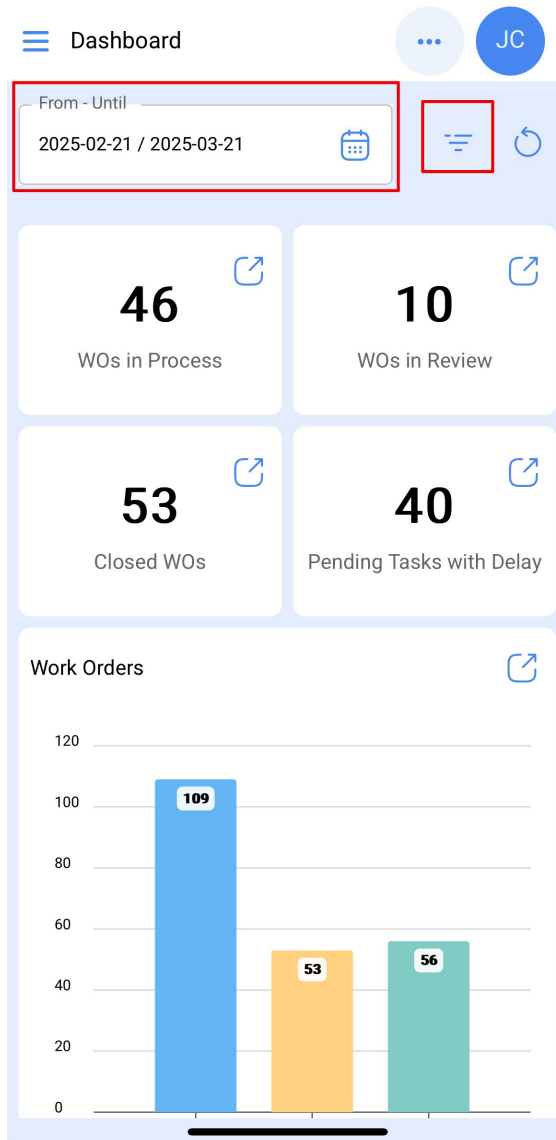 Dashboard
...
JC
From - Until
2025-02-21 / 2025-03-21
46
WOs in Process
10
WOs in Review
53
Closed WOs
40
Pending Tasks with Delay
Work Orders
120
100
80
60
40
20
0
109
53
56